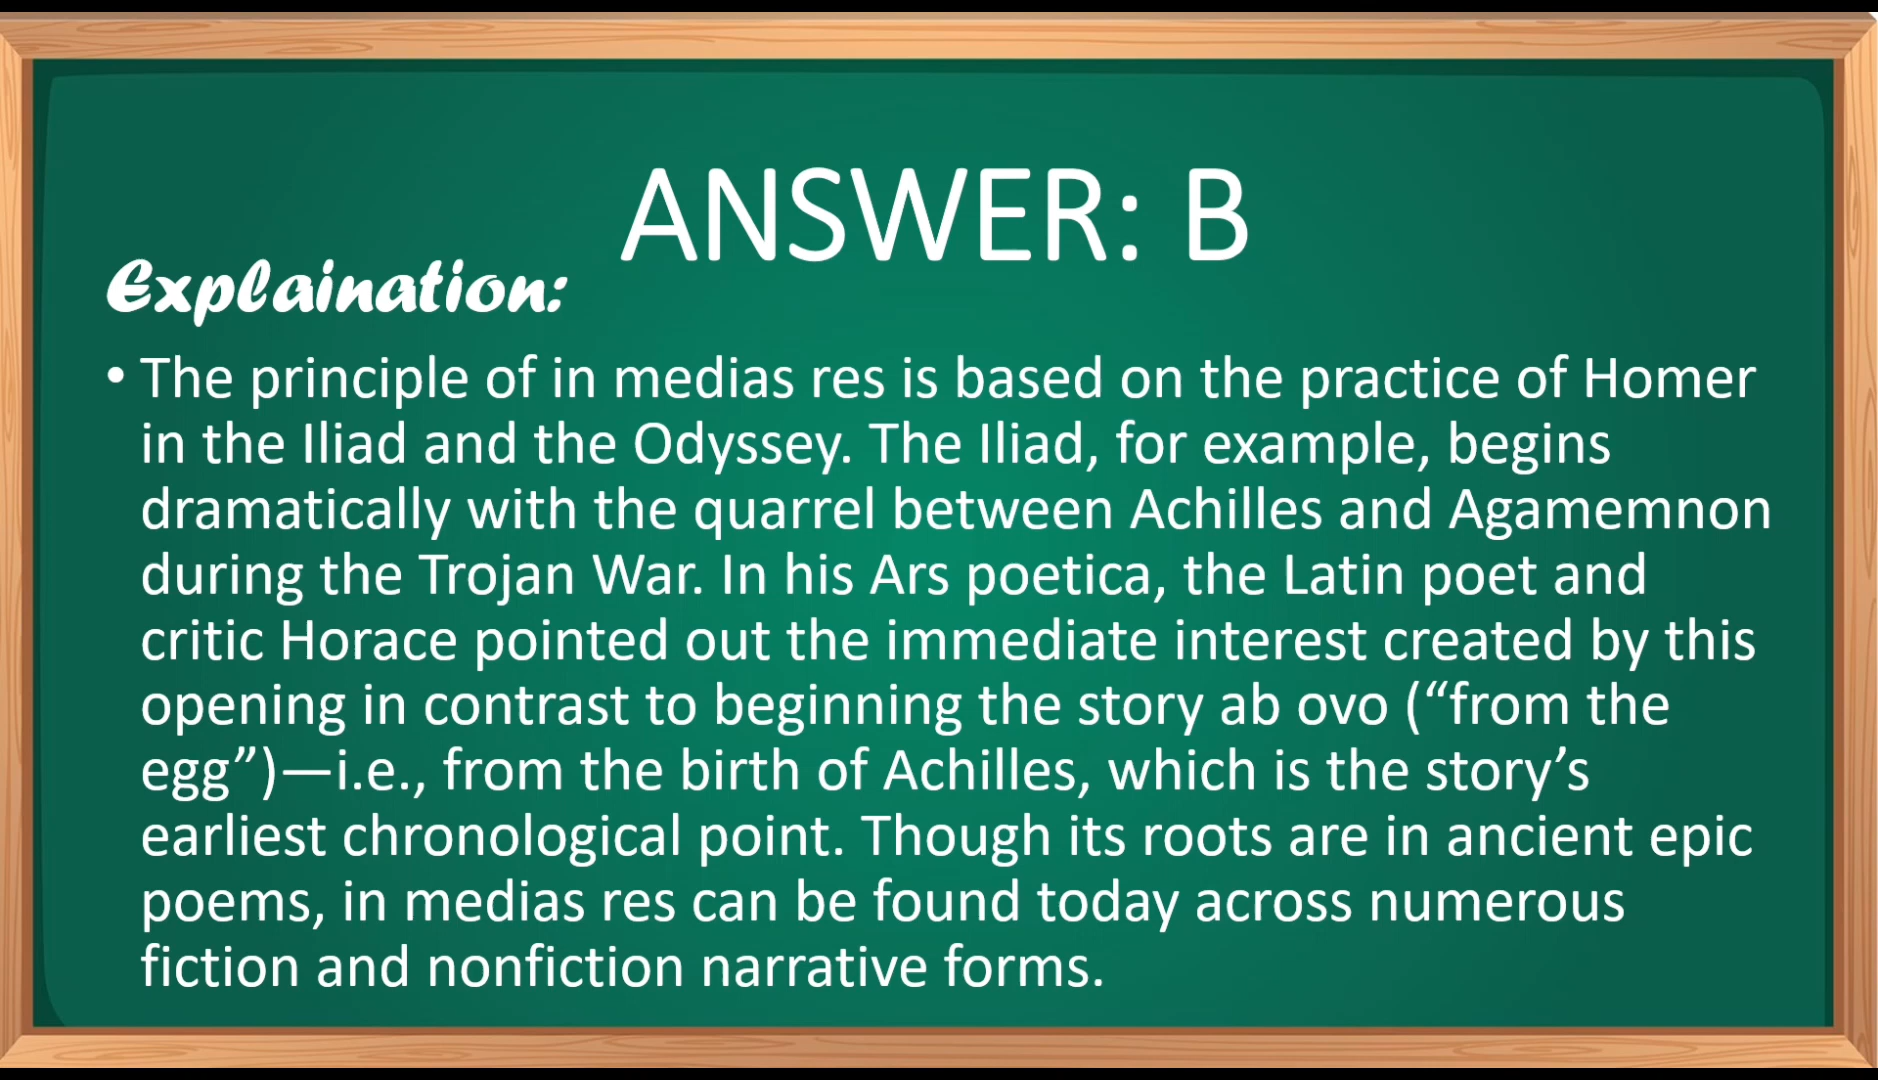 ANSWER: B
Explaination:
• The principle of in medias res is based on the practice of Homer
in the Iliad and the Odyssey. The Iliad, for example, begins
dramatically with the quarrel between Achilles and Agamemnon
during the Trojan War. In his Ars poetica, the Latin poet and
critic Horace pointed out the immediate interest created by this
opening in contrast to beginning the story ab ovo (“from the
egg”)—i.e., from the birth of Achilles, which is the story’s
earliest chronological point. Though its roots are in ancient epic
poems, in medias res can be found today across numerous
fiction and nonfiction narrative forms.